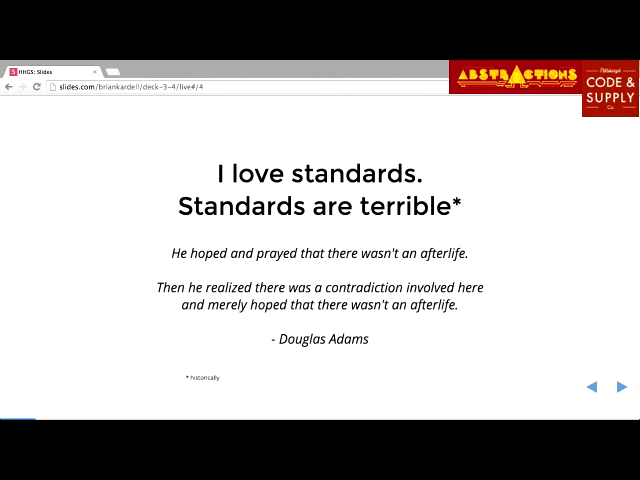 HHGS: Slides
slides.com/briankardell/deck-3-4/live#/4
ABSTRACTIONS
Pittsburgh
CODE &
SUPPLY
Co.
I love standards.
Standards are terrible*
He hoped and prayed that there wasn't an afterlife.
Then he realized there was a contradiction involved here
and merely hoped that there wasn't an afterlife.
- Douglas Adams
* historically